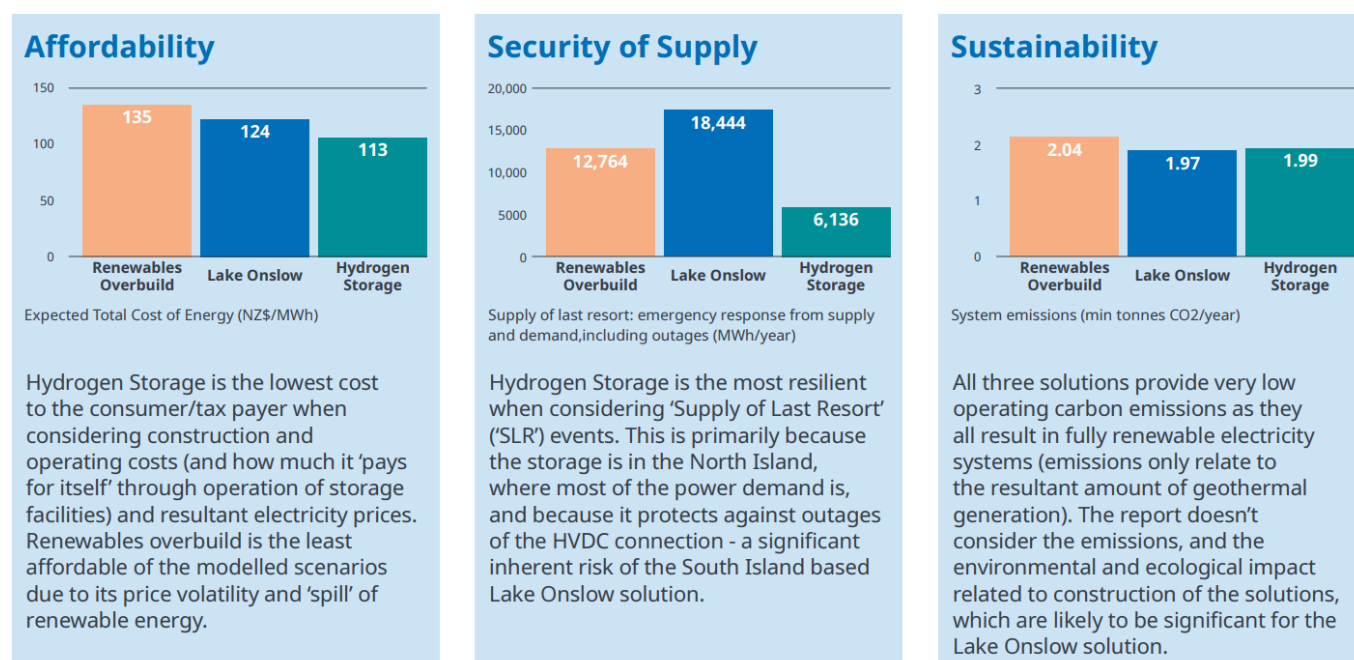 Affordability
150
100
50
0
135
124
113
Renewables
Overbuild
Lake Onslow
Hydrogen
Storage
Expected Total Cost of Energy (NZ$/MWh)
Hydrogen Storage is the lowest cost
to the consumer/tax payer when
considering construction and
operating costs (and how much it ‘pays
for itself’ through operation of storage
facilities) and resultant electricity prices.
Renewables overbuild is the least
affordable of the modelled scenarios
due to its price volatility and ‘spill’ of
renewable energy.
Security of Supply
20,000
15,000
10,000
5000
0
12,764
18,444
6,136
Renewables
Overbuild
Lake Onslow
Hydrogen
Storage
Supply of last resort: emergency response from supply
and demand,including outages (MWh/year)
Hydrogen Storage is the most resilient
when considering ‘Supply of Last Resort’
(‘SLR’) events. This is primarily because
the storage is in the North Island,
where most of the power demand is,
and because it protects against outages
of the HVDC connection - a significant
inherent risk of the South Island based
Lake Onslow solution.
Sustainability
3
2
1
0
2.04
1.97
1.99
Renewables
Overbuild
Lake Onslow
Hydrogen
Storage
System emissions (min tonnes CO2/year)
All three solutions provide very low
operating carbon emissions as they
all result in fully renewable electricity
systems (emissions only relate to
the resultant amount of geothermal
generation). The report doesn’t
consider the emissions, and the
environmental and ecological impact
related to construction of the solutions,
which are likely to be significant for the
Lake Onslow solution.